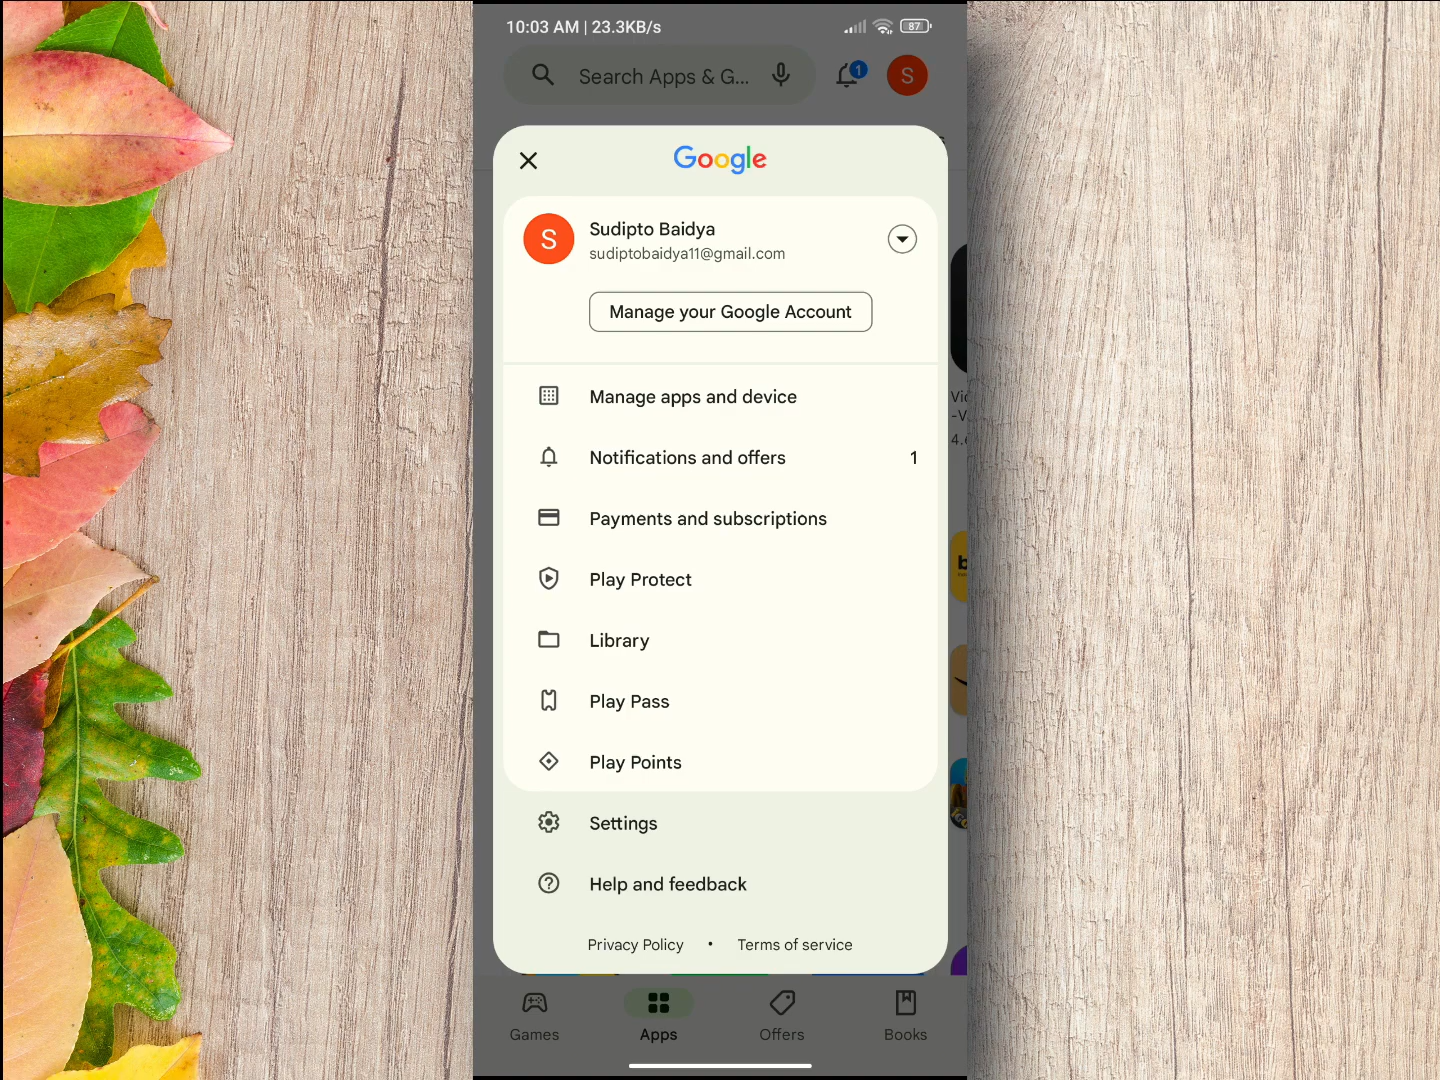 10:03 AM | 23.3KB/s
87
Search Apps & G...
1
S
Google
S
Sudipto Baidya
sudiptobaidya11@gmail.com
Manage your Google Account
Manage apps and device
Notifications and offers 1
Payments and subscriptions
Play Protect
Library
Play Pass
Play Points
Settings
Help and feedback
Privacy Policy • Terms of service
Games Apps Offers Books